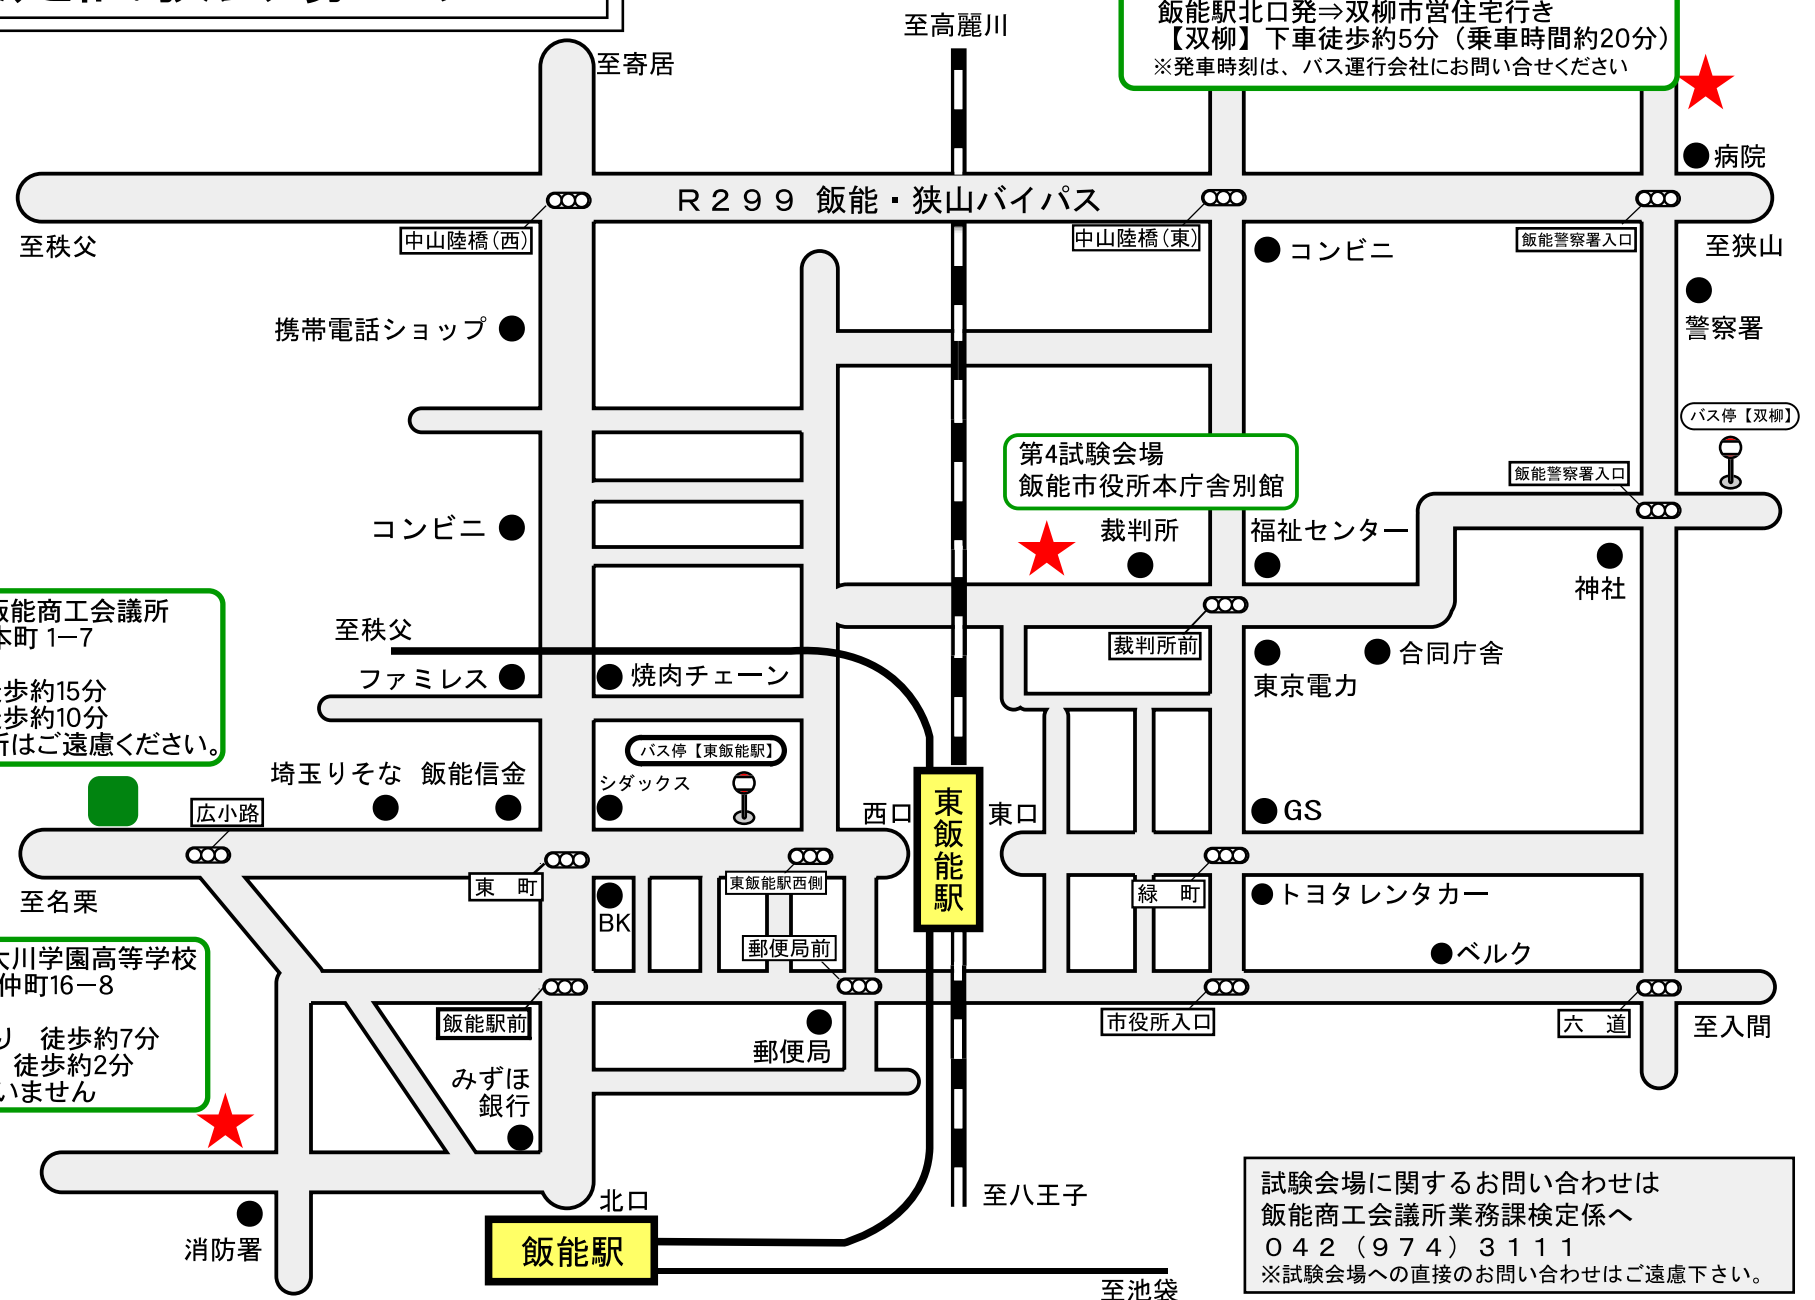 至高麗川
飯能駅北口発⇒双柳市営住宅行き
【双柳】下車徒歩約5分（乗車時間約20分）
※発車時刻は、バス運行会社にお問い合せください
至寄居
病院
R299 飯能・狭山バイパス
中山陸橋(西)
中山陸橋(東)
飯能警察署入口
至秩父
至狭山
コンビニ
警察署
携帯電話ショップ
バス停【双柳】
第4試験会場
飯能市役所本庁舎別館
飯能警察署入口
コンビニ
裁判所
福祉センター
神社
飯能商工会議所
本町 1－7
至秩父
裁判所前
合同庁舎
ファミレス
焼肉チェーン
東京電力
歩約15分
歩約10分
所はご遠慮ください。
バス停【東飯能駅】
埼玉りそな
飯能信金
シダックス
広小路
西口
東飯能駅
東口
GS
東 町
東飯能駅西側
緑 町
トヨタレンタカー
至名栗
BK
郵便局前
ベルク
大川学園高等学校
仲町16－8
飯能駅前
市役所入口
六 道
至入間
り 徒歩約7分
徒歩約2分
いません
郵便局
みずほ
銀行
試験会場に関するお問い合わせは
飯能商工会議所業務課検定係へ
０４２（９７４）３１１１
※試験会場への直接のお問い合わせはご遠慮下さい。
至八王子
北口
消防署
飯能駅
至池袋